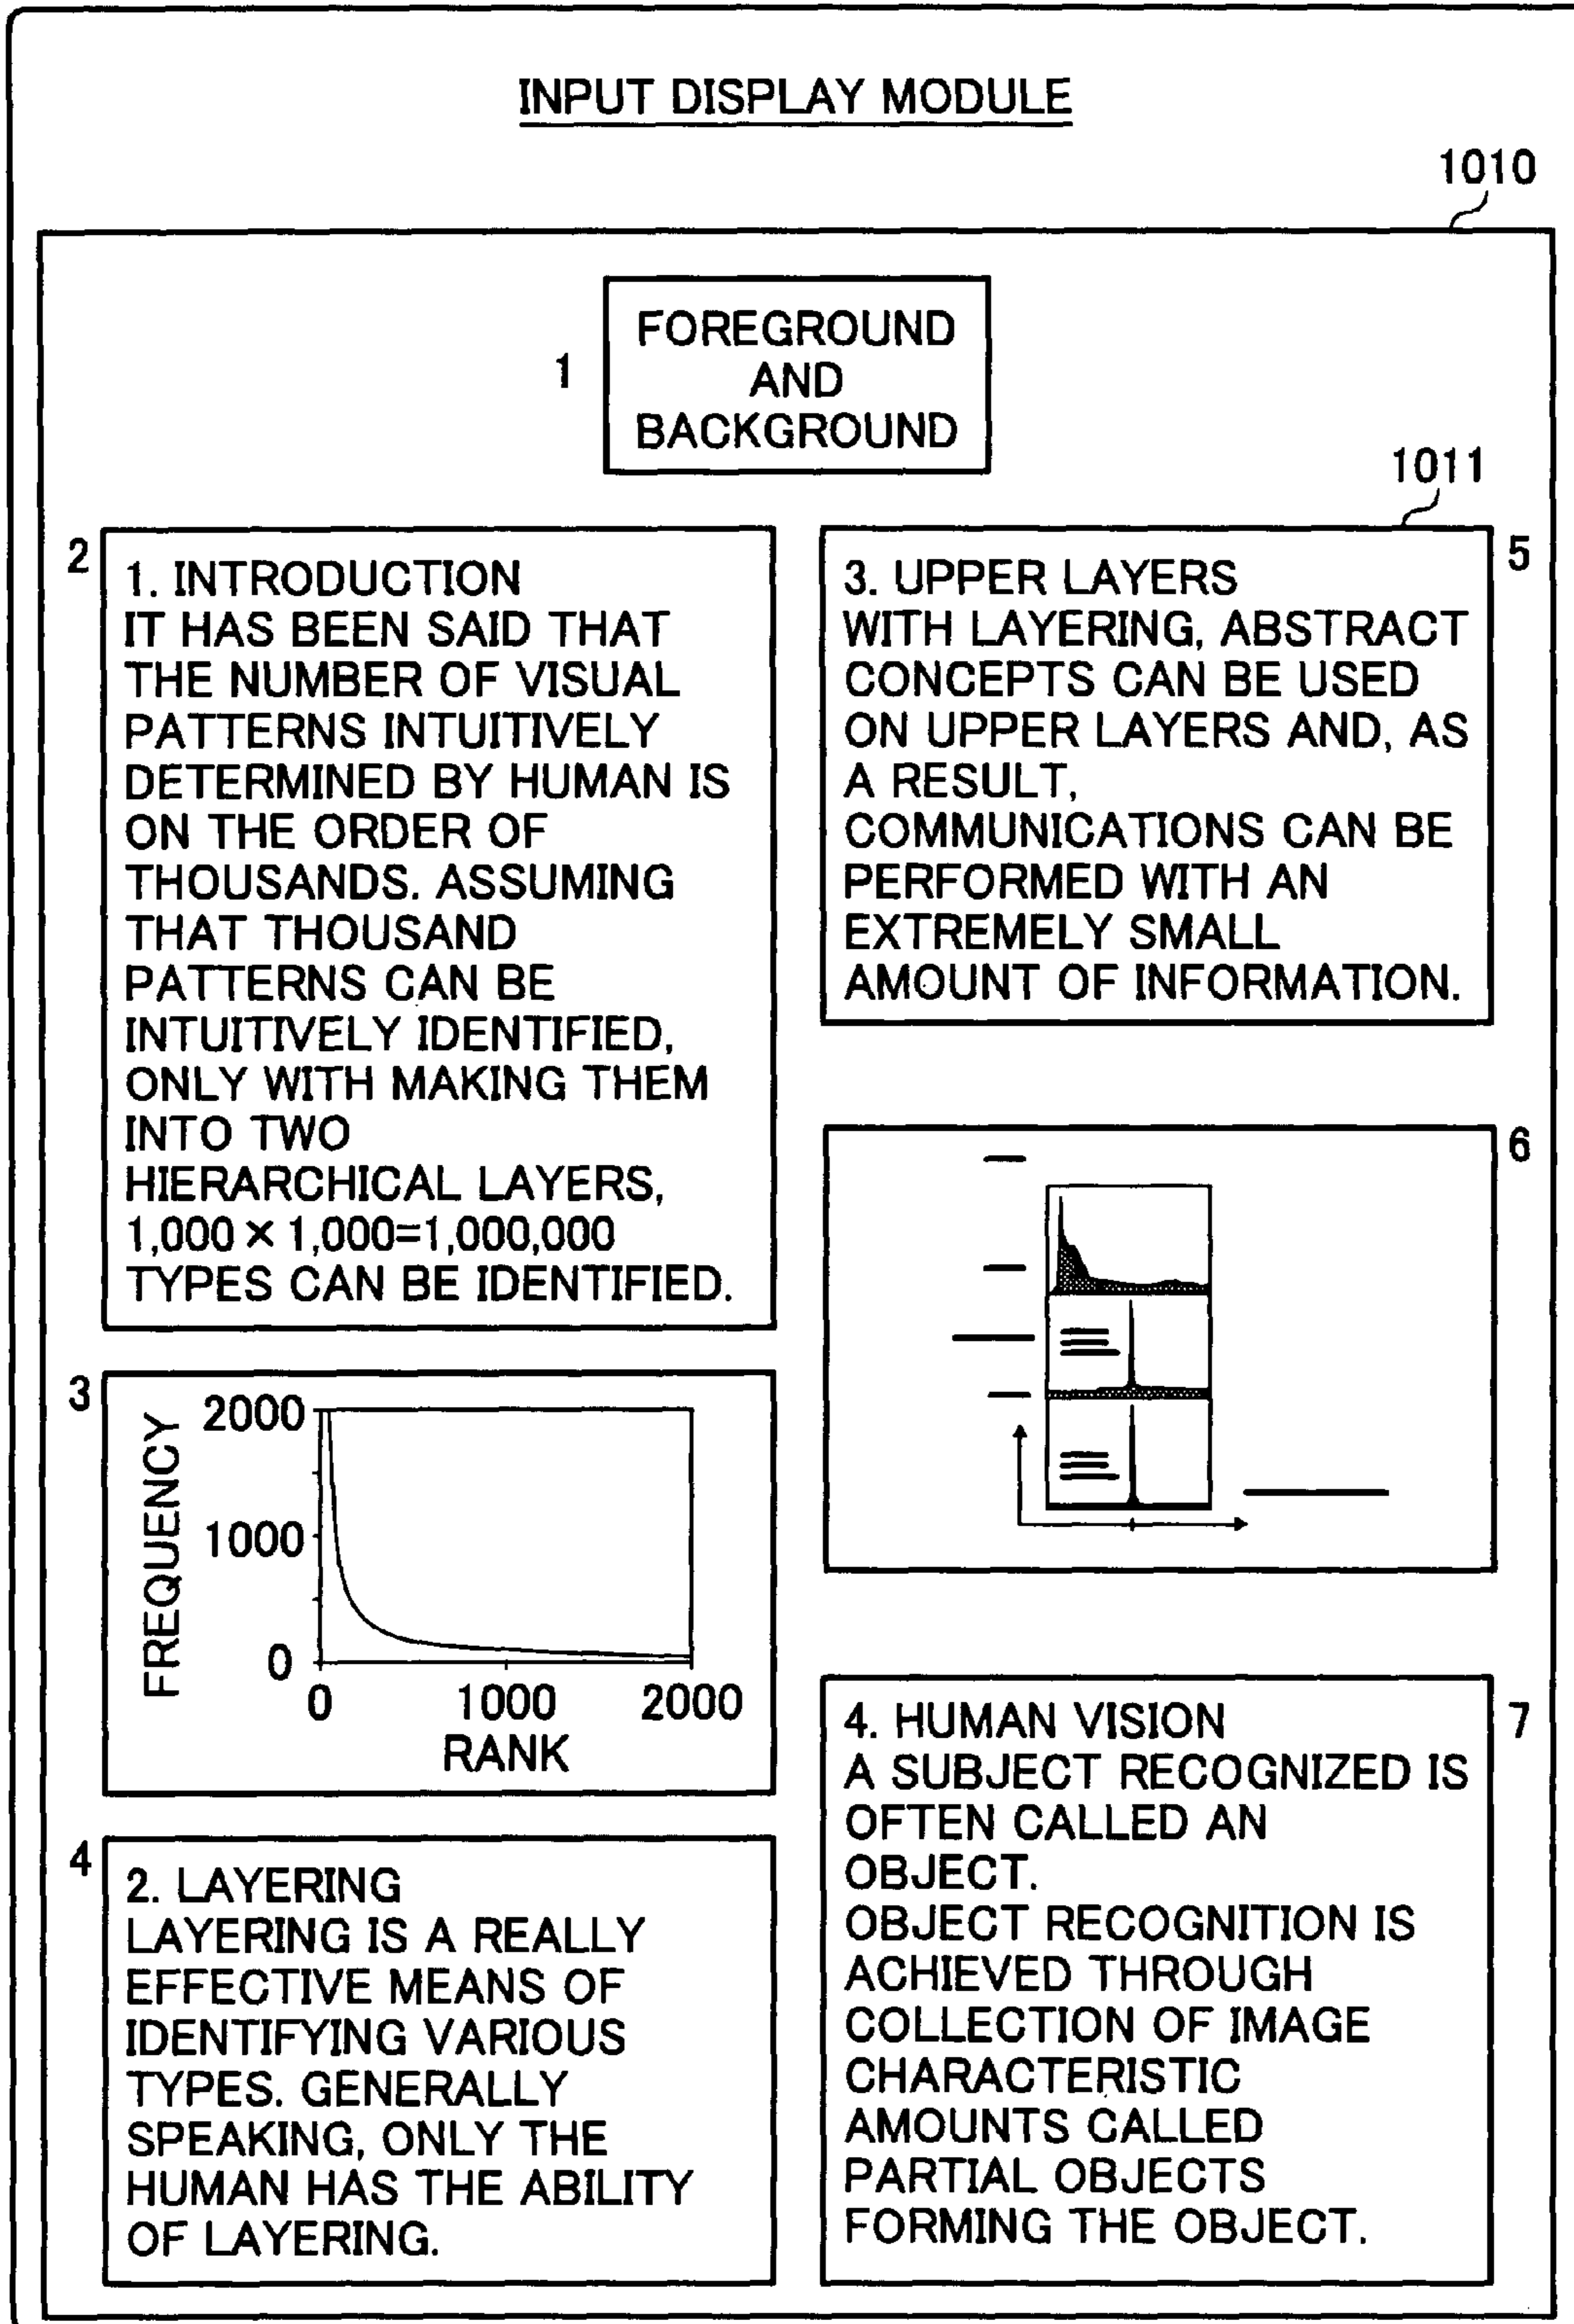 INPUT DISPLAY MODULE
1010
1
FOREGROUND
AND
BACKGROUND
1011
2
1. INTRODUCTION
IT HAS BEEN SAID THAT
THE NUMBER OF VISUAL
PATTERNS INTUITIVELY
DETERMINED BY HUMAN IS
ON THE ORDER OF
THOUSANDS. ASSUMING
THAT THOUSAND
PATTERNS CAN BE
INTUITIVELY IDENTIFIED,
ONLY WITH MAKING THEM
INTO TWO
HIERARCHICAL LAYERS,
1,000 × 1,000=1,000,000
TYPES CAN BE IDENTIFIED.
3
FREQUENCY
2000
1000
0
0 1000 2000
RANK
4
2. LAYERING
LAYERING IS A REALLY
EFFECTIVE MEANS OF
IDENTIFYING VARIOUS
TYPES. GENERALLY
SPEAKING, ONLY THE
HUMAN HAS THE ABILITY
OF LAYERING.
5
3. UPPER LAYERS
WITH LAYERING, ABSTRACT
CONCEPTS CAN BE USED
ON UPPER LAYERS AND, AS
A RESULT,
COMMUNICATIONS CAN BE
PERFORMED WITH AN
EXTREMELY SMALL
AMOUNT OF INFORMATION.
6
7
4. HUMAN VISION
A SUBJECT RECOGNIZED IS
OFTEN CALLED AN
OBJECT.
OBJECT RECOGNITION IS
ACHIEVED THROUGH
COLLECTION OF IMAGE
CHARACTERISTIC
AMOUNTS CALLED
PARTIAL OBJECTS
FORMING THE OBJECT.